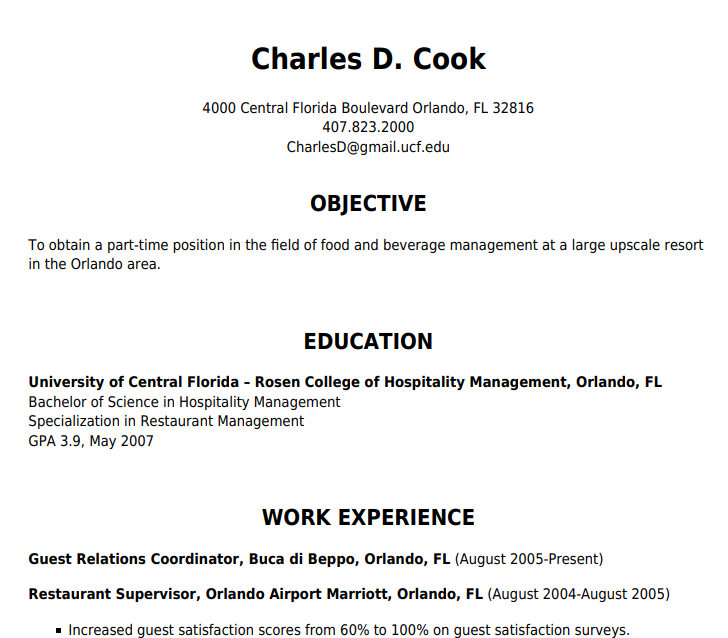 Charles D. Cook
4000 Central Florida Boulevard Orlando, FL 32816
407.823.2000
CharlesD@gmail.ucf.edu
OBJECTIVE
To obtain a part-time position in the field of food and beverage management at a large upscale resort
in the Orlando area.
EDUCATION
University of Central Florida – Rosen College of Hospitality Management, Orlando, FL
Bachelor of Science in Hospitality Management
Specialization in Restaurant Management
GPA 3.9, May 2007
WORK EXPERIENCE
Guest Relations Coordinator, Buca di Beppo, Orlando, FL (August 2005-Present)
Restaurant Supervisor, Orlando Airport Marriott, Orlando, FL (August 2004-August 2005)
▪ Increased guest satisfaction scores from 60% to 100% on guest satisfaction surveys.